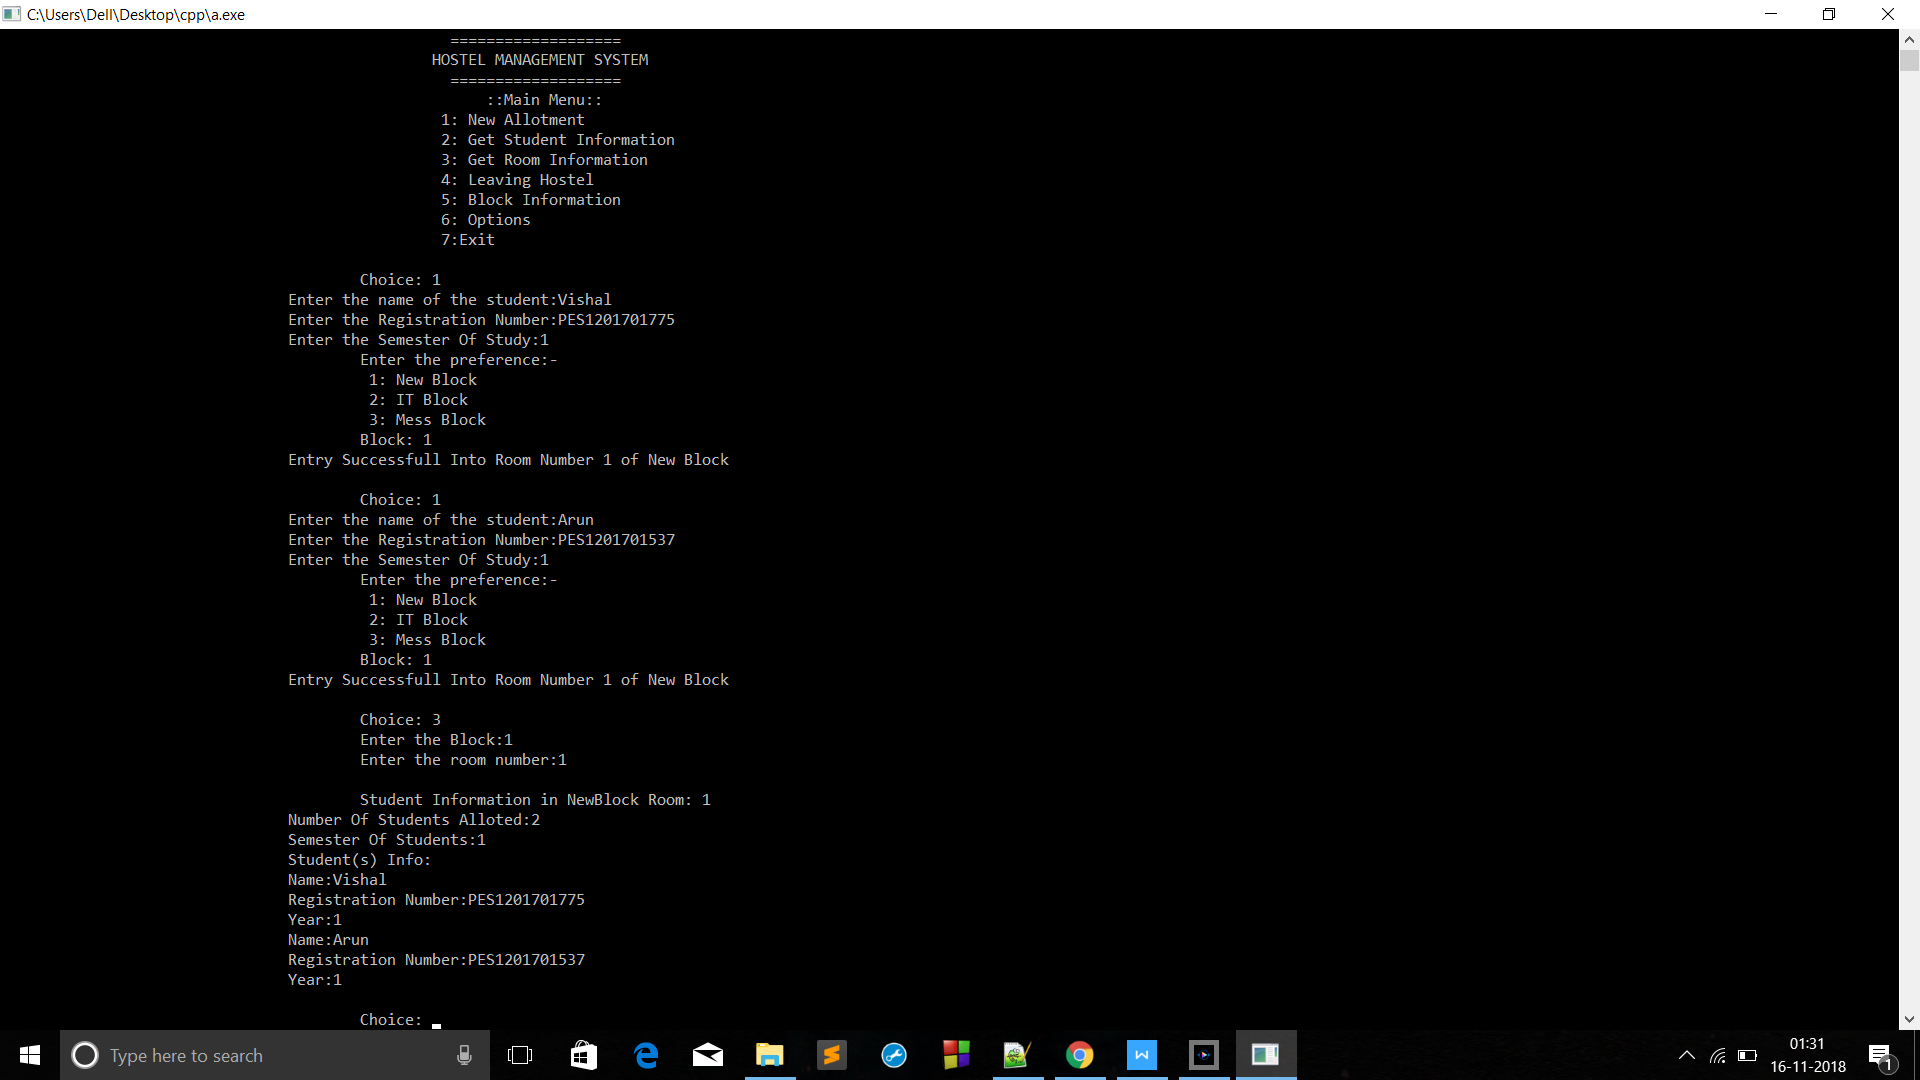 C:\Users\Dell\Desktop\cpp\a.exe
===================
HOSTEL MANAGEMENT SYSTEM
===================
::Main Menu::
1: New Allotment
2: Get Student Information
3: Get Room Information
4: Leaving Hostel
5: Block Information
6: Options
7:Exit
Choice: 1
Enter the name of the student:Vishal
Enter the Registration Number:PES1201701775
Enter the Semester Of Study:1
Enter the preference:-
1: New Block
2: IT Block
3: Mess Block
Block: 1
Entry Successfull Into Room Number 1 of New Block
Choice: 1
Enter the name of the student:Arun
Enter the Registration Number:PES1201701537
Enter the Semester Of Study:1
Enter the preference:-
1: New Block
2: IT Block
3: Mess Block
Block: 1
Entry Successfull Into Room Number 1 of New Block
Choice: 3
Enter the Block:1
Enter the room number:1
Student Information in NewBlock Room: 1
Number Of Students Alloted:2
Semester Of Students:1
Student(s) Info:
Name:Vishal
Registration Number:PES1201701775
Year:1
Name:Arun
Registration Number:PES1201701537
Year:1
Choice:
Type here to search
01:31
16-11-2018
1